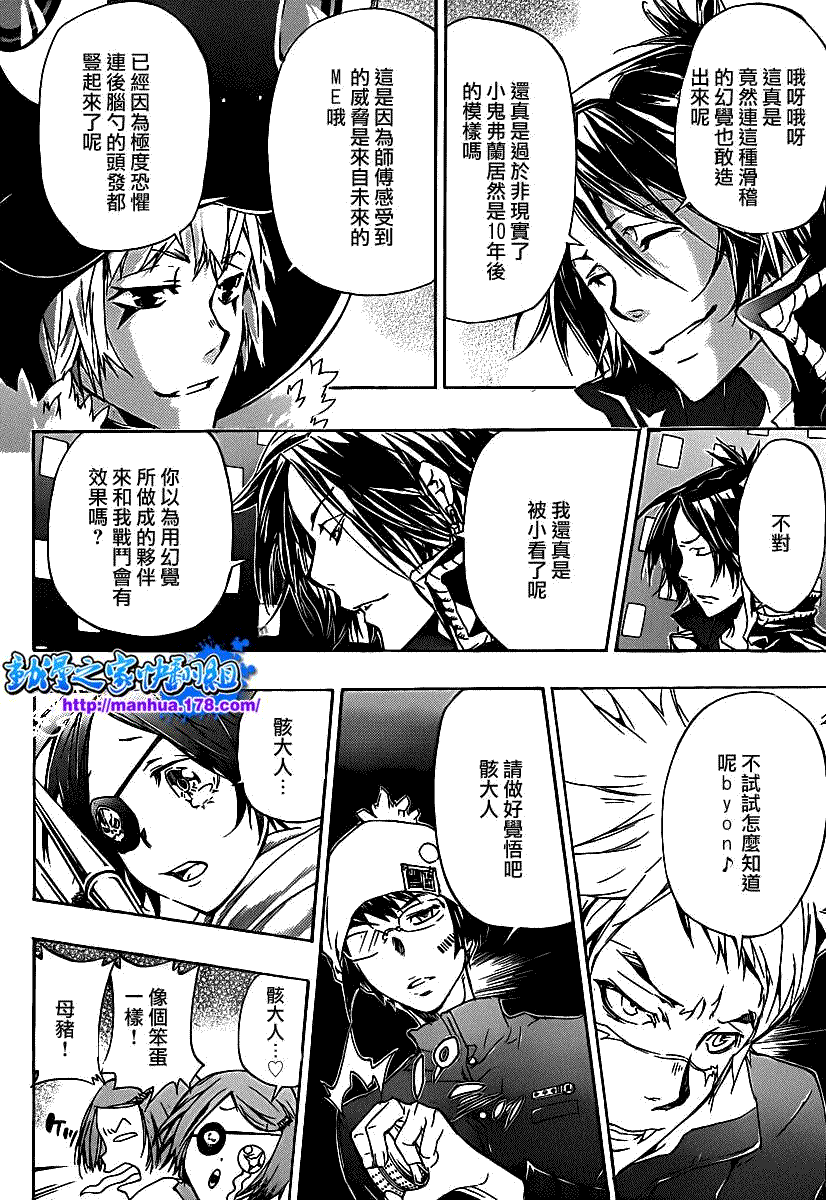 哦呀哦呀
這真是
竟然連這種滑稽
的幻覺也敢造
出來呢
還真是過於非現實了
小鬼弗蘭居然是10年後
的模樣嗎
這是因為師傅感受到
的威脅是來自未來的
ME哦
已經因為極度恐懼
連後腦勺的頭發都
豎起來了呢
不對
我還真是
被小看了呢
你以為用幻覺
所做成的夥伴
來和我戰鬥會有
效果嗎？
動漫之家快翻組
http://manhua.178.com/
不試試怎麼知道
呢byon♪
請做好覺悟吧
骸大人
骸大人…
骸大人…♡
像個笨蛋
一樣！
母豬！